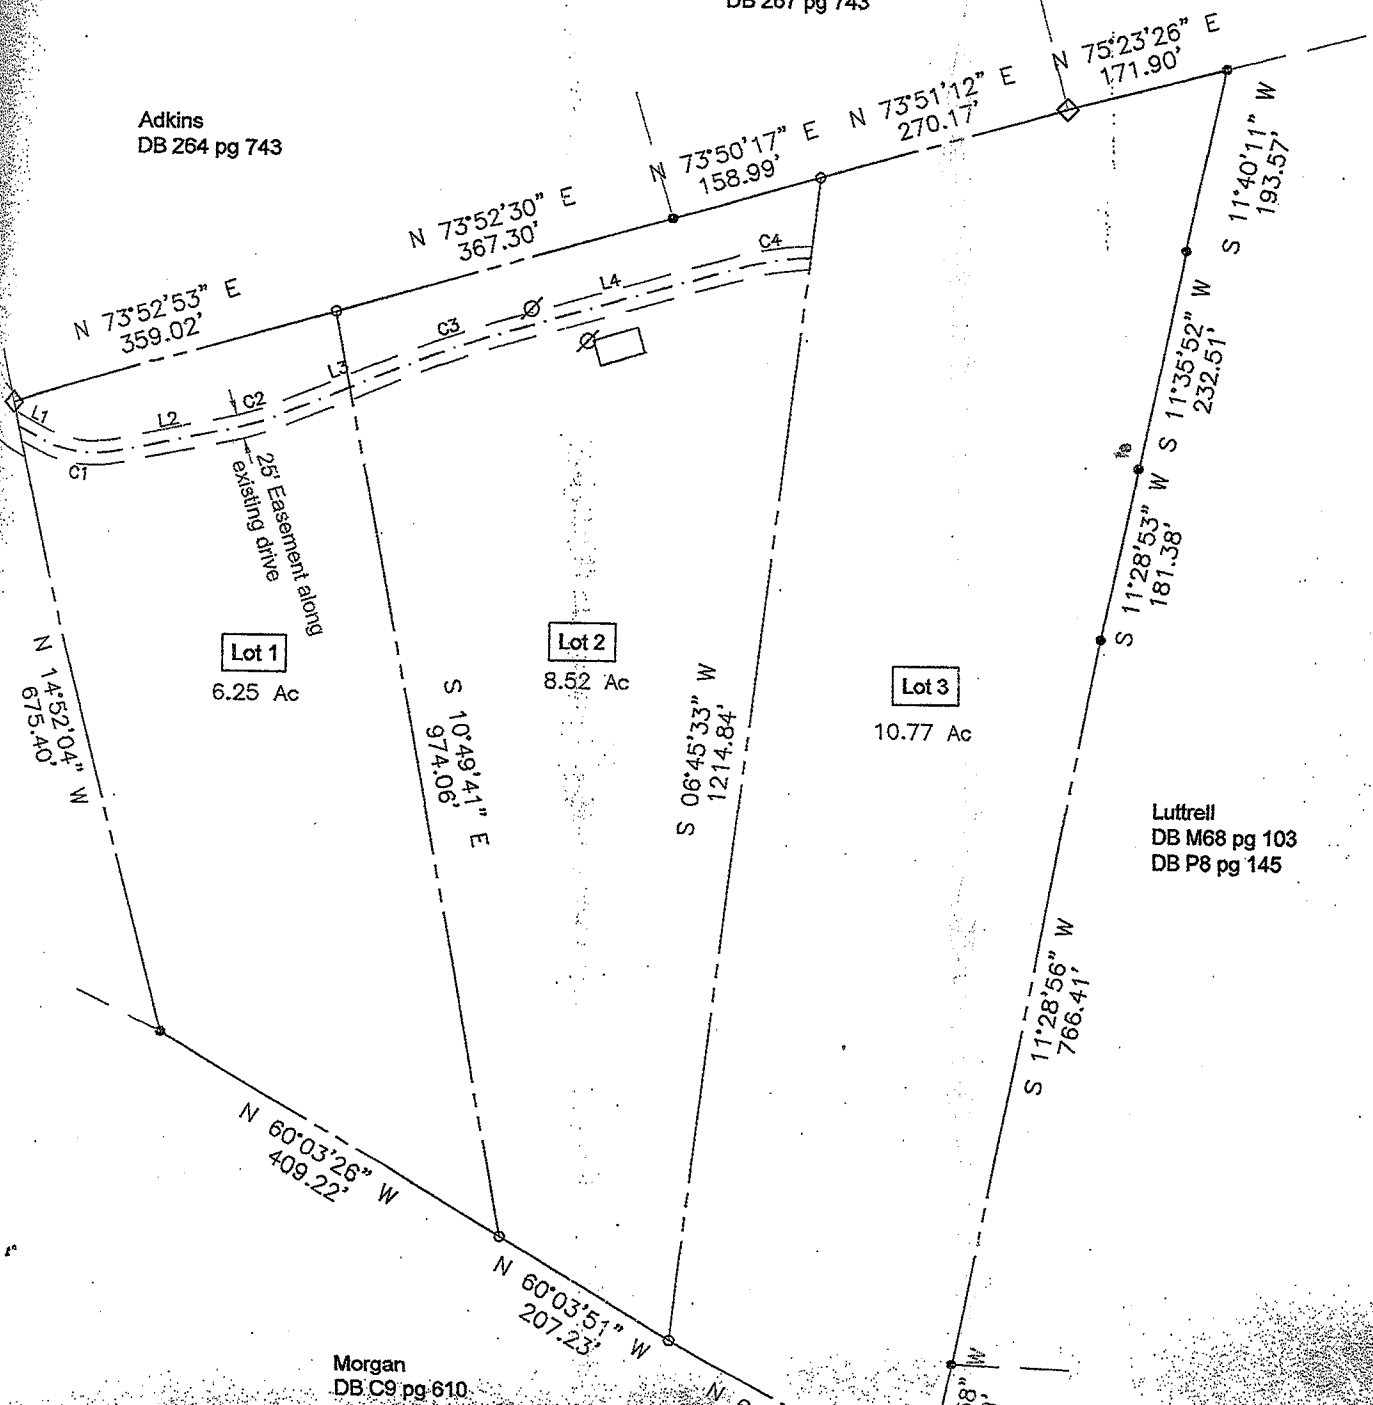 DB 267 pg 743
N 75°23'26" E
171.90'
N 73°51'12" E
270.17'
N 73°50'17" E
158.99'
Adkins
DB 264 pg 743
N 73°52'30" E
367.30'
N 73°52'53" E
359.02'
S 11°40'11" W
193.57'
C4
L4
C3
L3
C2
L2
L1
C1
25' Easement along
existing drive
S 11°35'52" W
232.51'
S 11°28'53" W
181.38'
Lot 1
6.25 Ac
Lot 2
8.52 Ac
Lot 3
10.77 Ac
N 14°52'04" W
675.40'
S 10°49'41" E
974.06'
S 06°45'33" W
1214.84'
Luttrell
DB M68 pg 103
DB P8 pg 145
S 11°28'56" W
766.41'
N 60°03'26" W
409.22'
N 60°03'51" W
207.23'
Morgan
DB C9 pg 610
N
W
8"